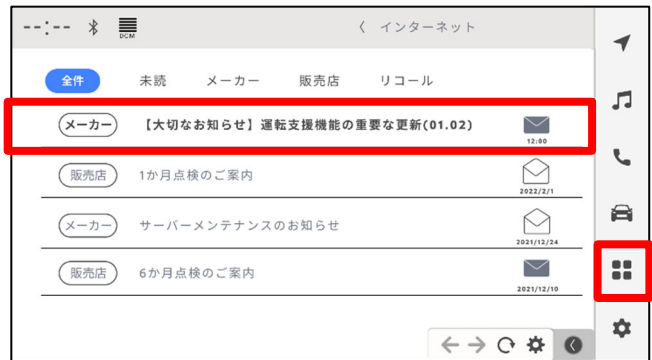 --:-- DCM 〈 インターネット
全件 未読 メーカー 販売店 リコール
メーカー 【大切なお知らせ】運転支援機能の重要な更新(01.02) 12:00
販売店 1か月点検のご案内 2022/2/1
メーカー サーバーメンテナンスのお知らせ 2021/12/24
販売店 6か月点検のご案内 2021/12/10